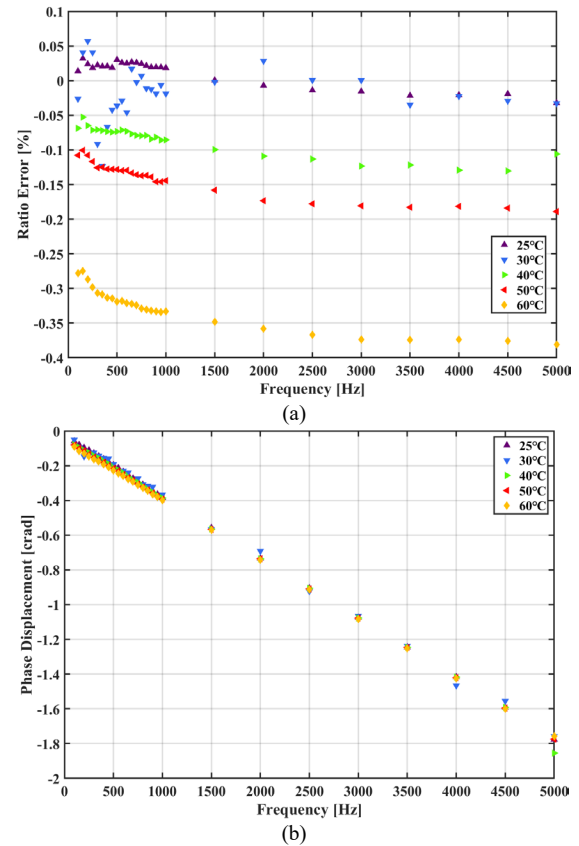 (a)
0.1
0.05
0
-0.05
-0.1
-0.15
-0.2
-0.25
-0.3
-0.35
-0.4
Ratio Error [%]
25°C
30°C
40°C
50°C
60°C
0 500 1000 1500 2000 2500 3000 3500 4000 4500 5000
Frequency [Hz]
(a)
0
-0.2
-0.4
-0.6
-0.8
-1
-1.2
-1.4
-1.6
-1.8
-2
Phase Displacement [crad]
25°C
30°C
40°C
50°C
60°C
0 500 1000 1500 2000 2500 3000 3500 4000 4500 5000
Frequency [Hz]
(b)